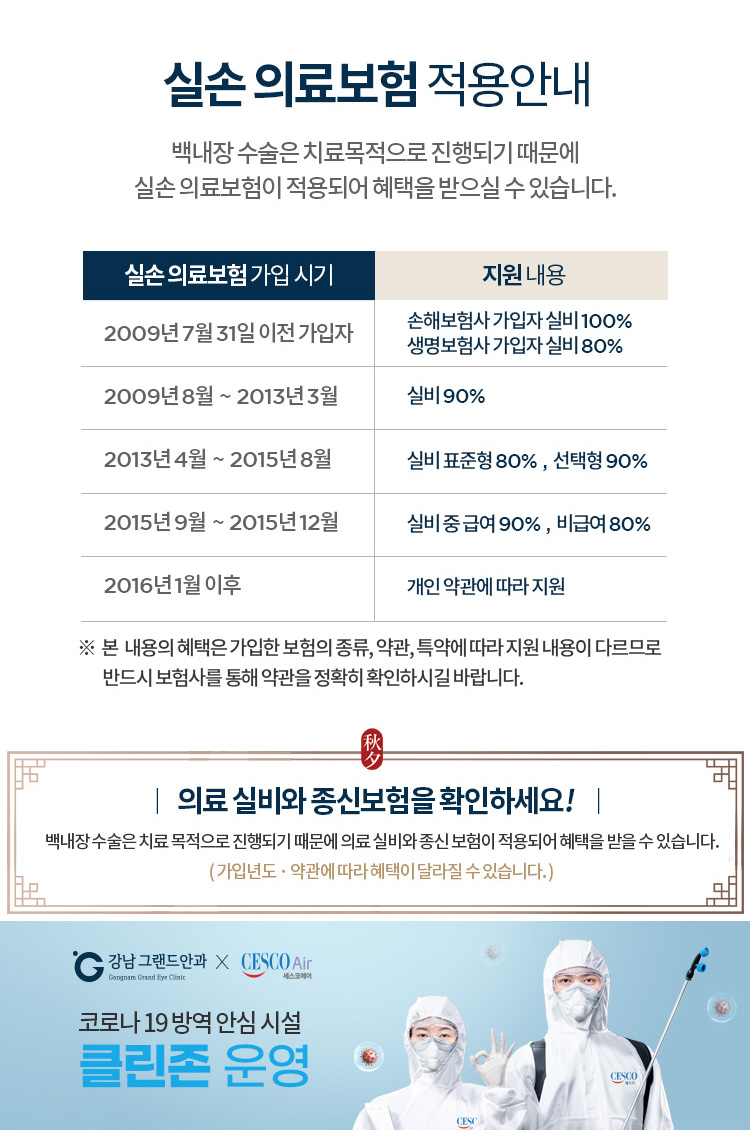 실손 의료보험 적용안내
백내장 수술은 치료목적으로 진행되기 때문에
실손 의료보험이 적용되어 혜택을 받으실 수 있습니다.
실손 의료보험 가입 시기
지원 내용
2009년 7월 31일 이전 가입자
손해보험사 가입자 실비 100%
생명보험사 가입자 실비 80%
2009년 8월 ~ 2013년 3월
실비 90%
2013년 4월 ~ 2015년 8월
실비 표준형 80% , 선택형 90%
2015년 9월 ~ 2015년 12월
실비 중 급여 90% , 비급여 80%
2016년 1월 이후
개인 약관에 따라 지원
※ 본 내용의 혜택은 가입한 보험의 종류, 약관, 특약에 따라 지원 내용이 다르므로
반드시 보험사를 통해 약관을 정확히 확인하시길 바랍니다.
秋夕
| 의료 실비와 종신보험을 확인하세요! |
백내장 수술은 치료 목적으로 진행되기 때문에 의료 실비와 종신 보험이 적용되어 혜택을 받을 수 있습니다.
( 가입년도 · 약관에 따라 혜택이 달라질 수 있습니다. )
강남 그랜드안과 X CESCO Air
Gangnam Grand Eye Clinic 세스코에어
코로나 19 방역 안심 시설
클린존 운영
CESCO
세스코
CESC